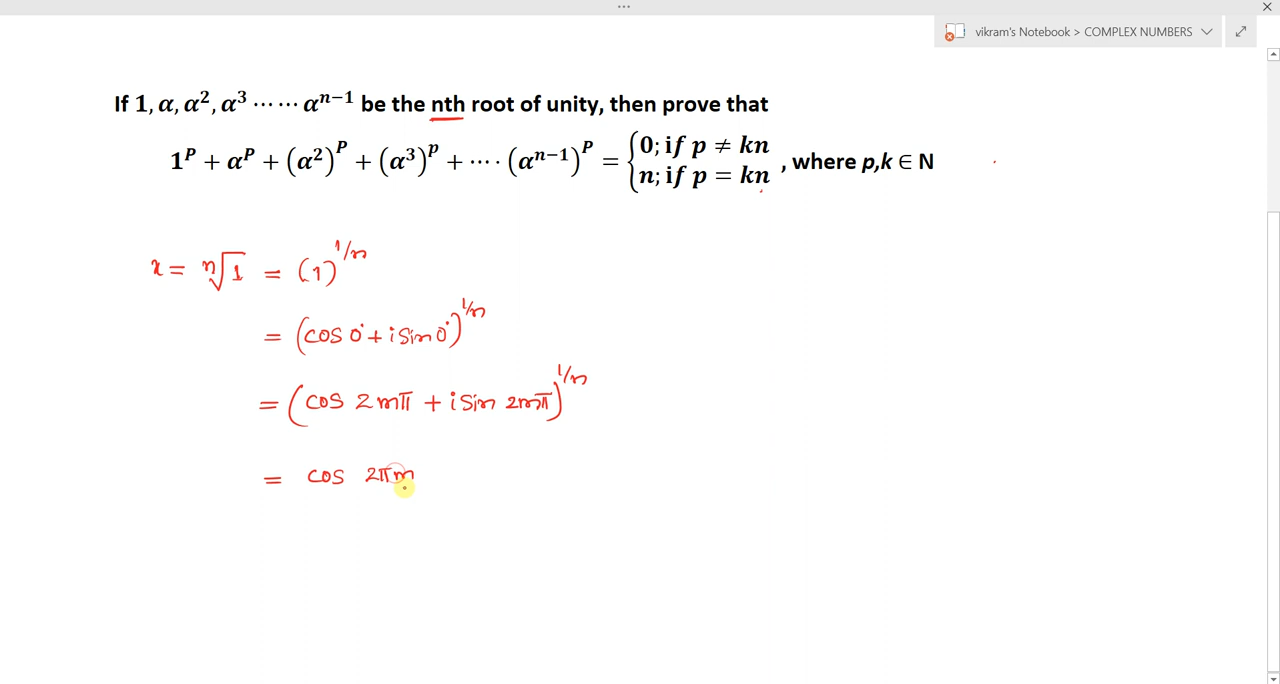 vikram's Notebook > COMPLEX NUMBERS
If 1, α, α², α³ ⋯⋯ αⁿ⁻¹ be the nth root of unity, then prove that
1ᴾ + αᴾ + (α²)ᴾ + (α³)ᵖ + ⋯· (αⁿ⁻¹)ᴾ = {0; if p ≠ kn
{n; if p = kn , where p,k ∈ N
x = ⁿ√1 = (1)^1/n
= (cos 0° + i sin 0°)^1/n
= (cos 2mπ + i sin 2mπ)^1/n
= cos 2πm